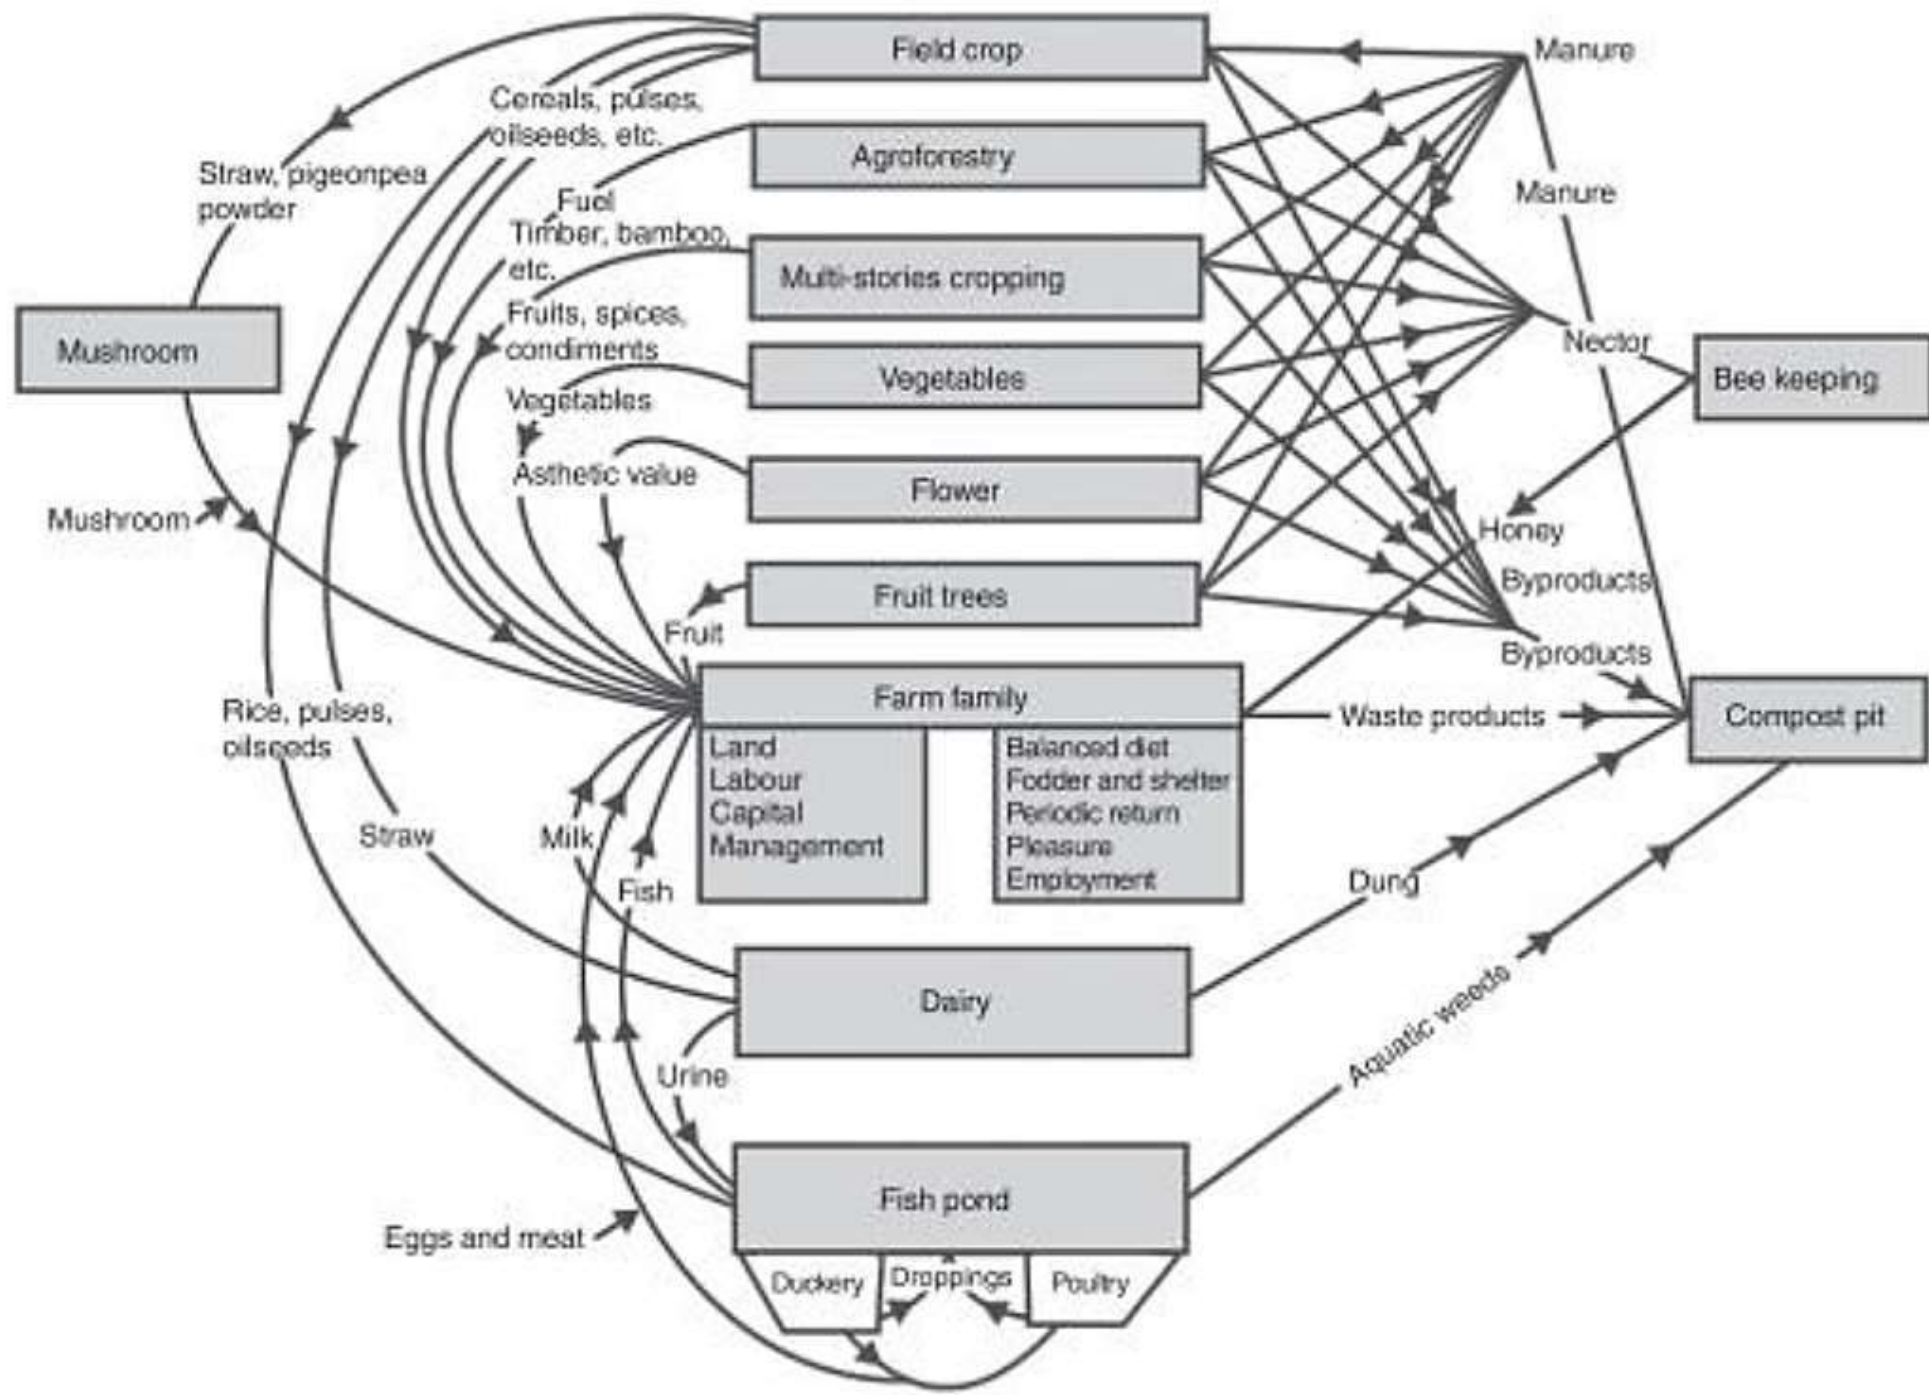 Field crop
Manure
Cereals, pulses,
oilseeds, etc.
Agroforestry
Straw, pigeonpea
powder
Manure
Fuel
Timber, bamboo,
etc.
Multi-stories cropping
Fruits, spices,
condiments
Mushroom
Nector
Vegetables
Bee keeping
Vegetables
Asthetic value
Flower
Mushroom
Honey
Byproducts
Fruit trees
Fruit
Byproducts
Farm family
Rice, pulses,
oilseeds
Waste products
Compost pit
Land
Labour
Capital
Management
Balanced diet
Fodder and shelter
Periodic return
Pleasure
Employment
Straw
Milk
Fish
Dung
Dairy
Aquatic weeds
Urine
Fish pond
Eggs and meat
Duckery
Droppings
Poultry